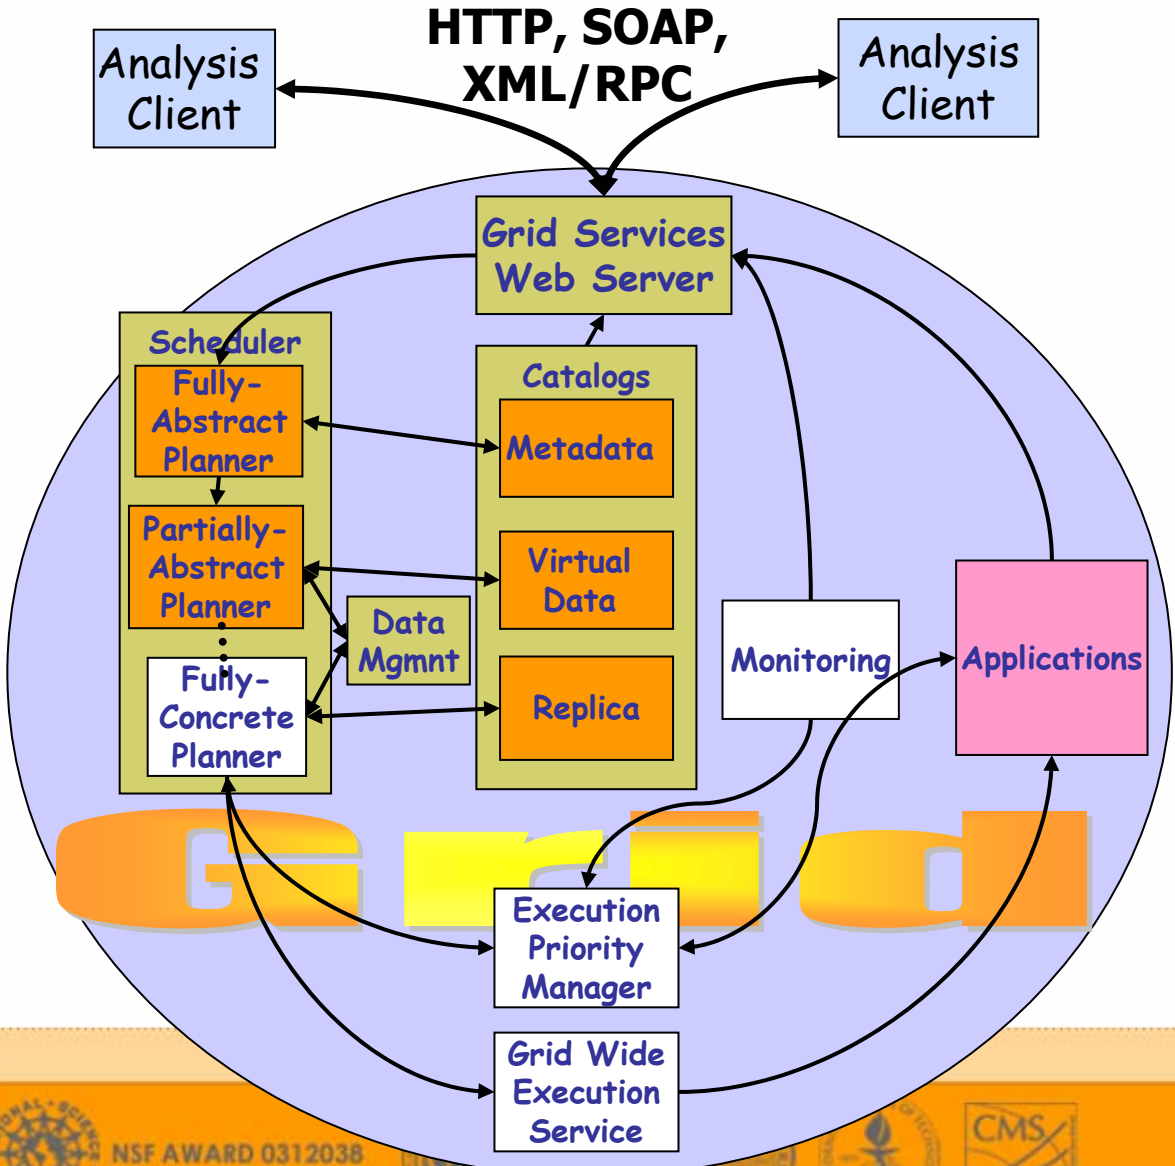 HTTP, SOAP,
XML/RPC
Analysis
Client
Analysis
Client
Grid Services
Web Server
Scheduler
Fully-
Abstract
Planner
Partially-
Abstract
Planner
Fully-
Concrete
Planner
Data
Mgmnt
Catalogs
Metadata
Virtual
Data
Replica
Monitoring
Applications
Grid
Execution
Priority
Manager
Grid Wide
Execution
Service
NSF AWARD 0312038
CMS